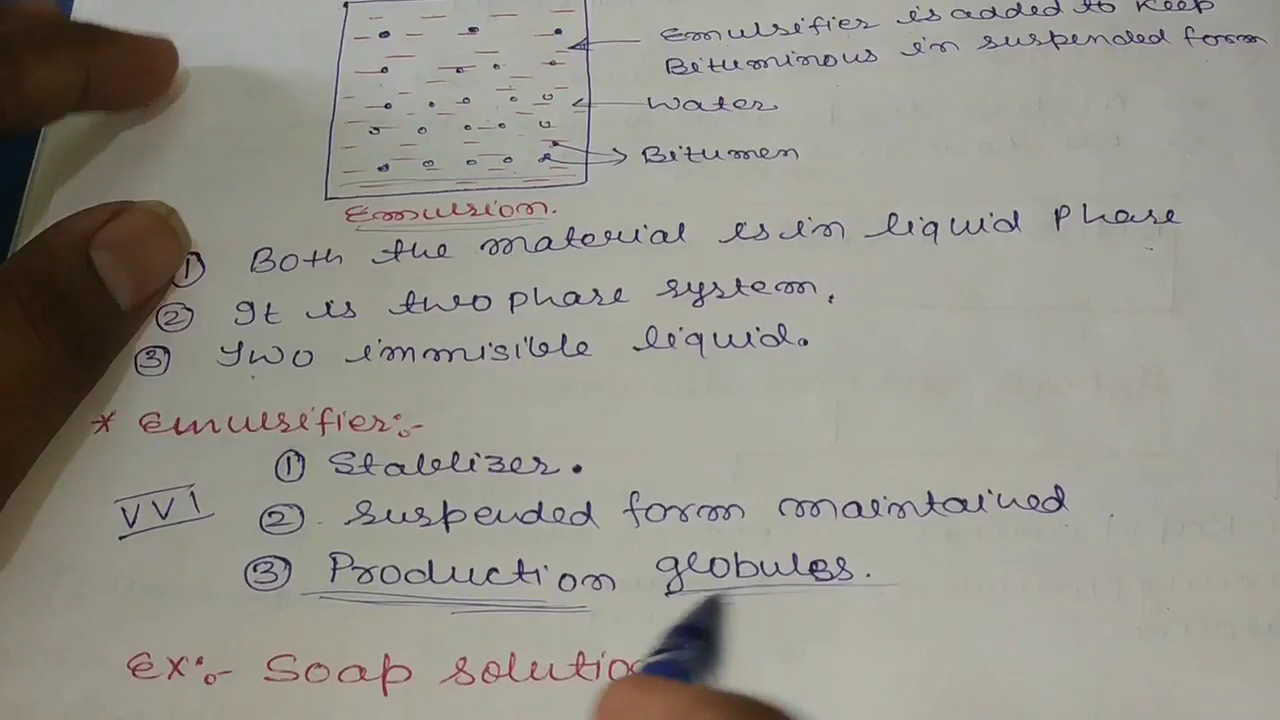 Emulsifier is added to keep
Bituminous in suspended form
Water
Bitumen
Emulsion.
① Both the material is in liquid phase
② It is two phase system.
③ Two immisible liquid.
* Emulsifier:-
① Stablizer.
VVI ② Suspended form maintained
③ Production globules.
Ex:- Soap solutio